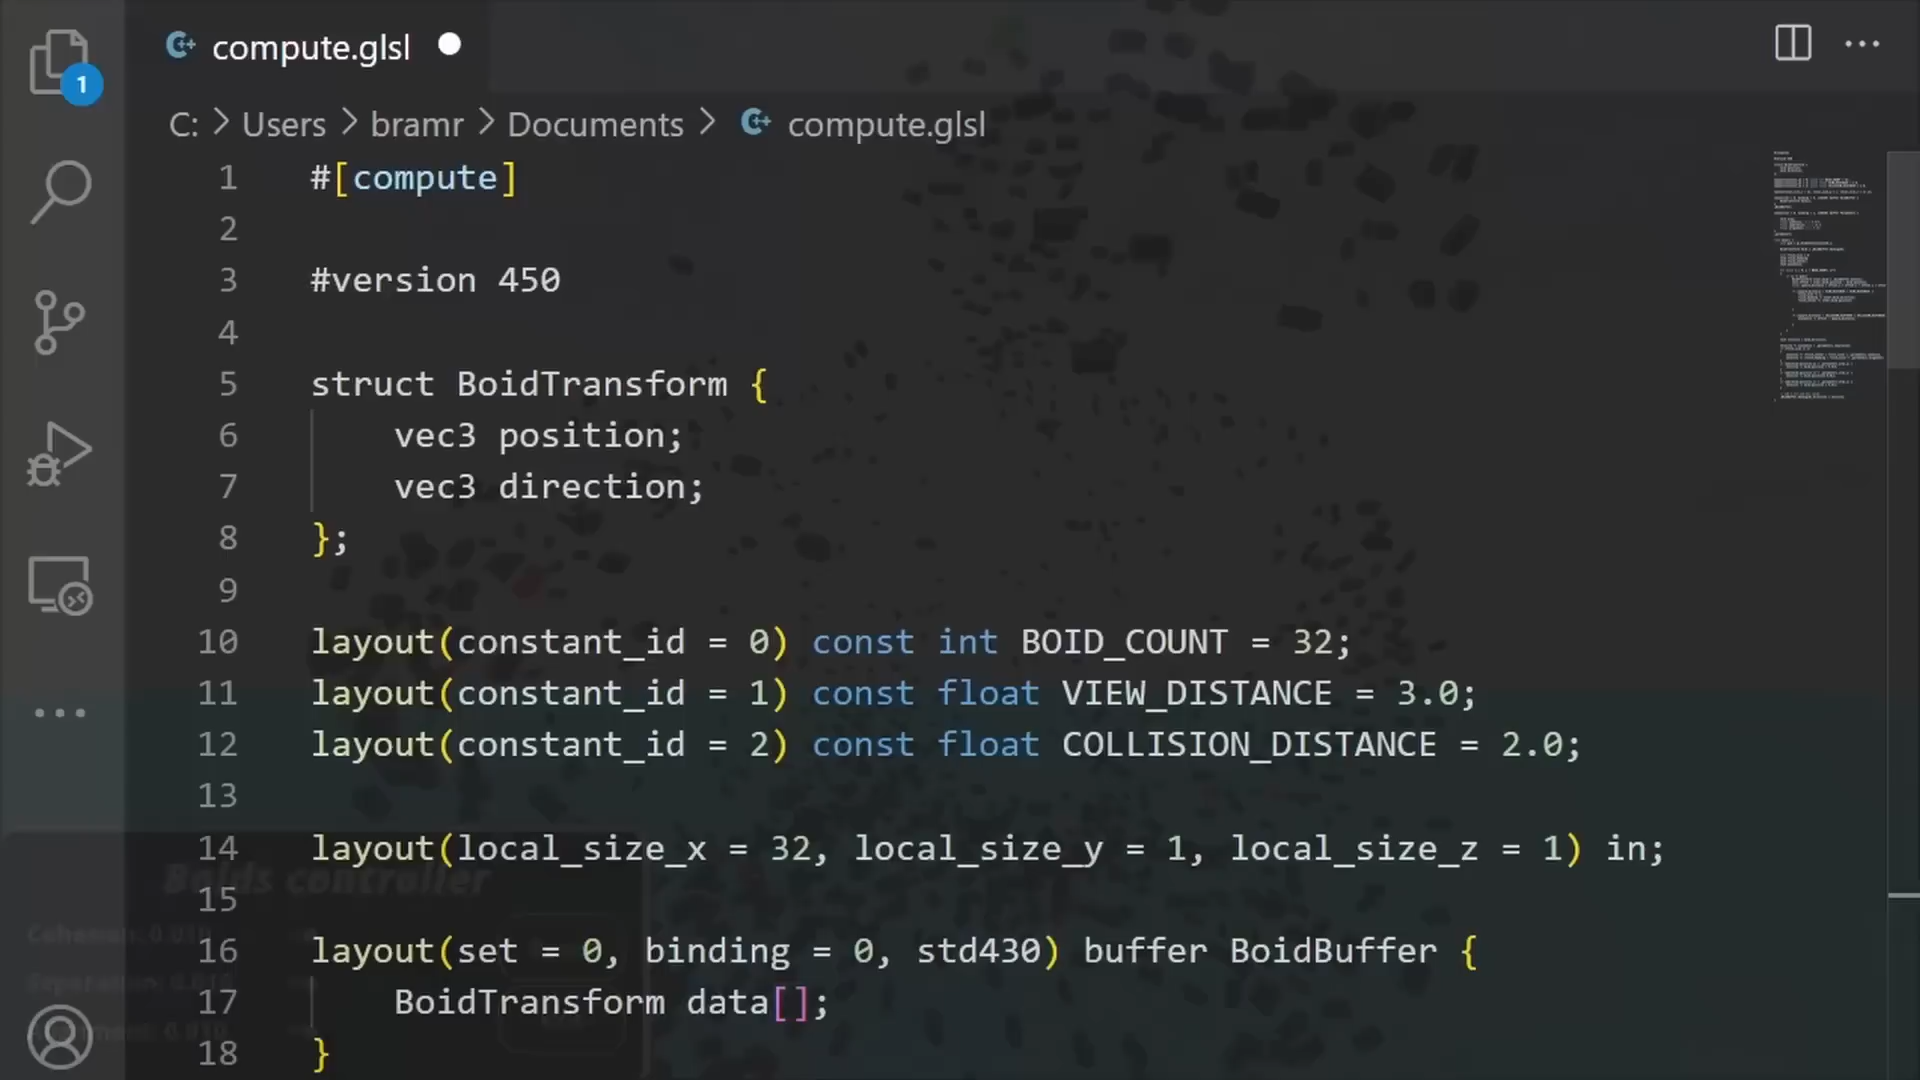 compute.glsl
1
C: > Users > bramr > Documents > compute.glsl
1 #[compute]
2
3 #version 450
4
5 struct BoidTransform {
6 vec3 position;
7 vec3 direction;
8 };
9
10 layout(constant_id = 0) const int BOID_COUNT = 32;
11 layout(constant_id = 1) const float VIEW_DISTANCE = 3.0;
12 layout(constant_id = 2) const float COLLISION_DISTANCE = 2.0;
13
14 layout(local_size_x = 32, local_size_y = 1, local_size_z = 1) in;
Boids controller
15
16 layout(set = 0, binding = 0, std430) buffer BoidBuffer {
17 BoidTransform data[];
18 }